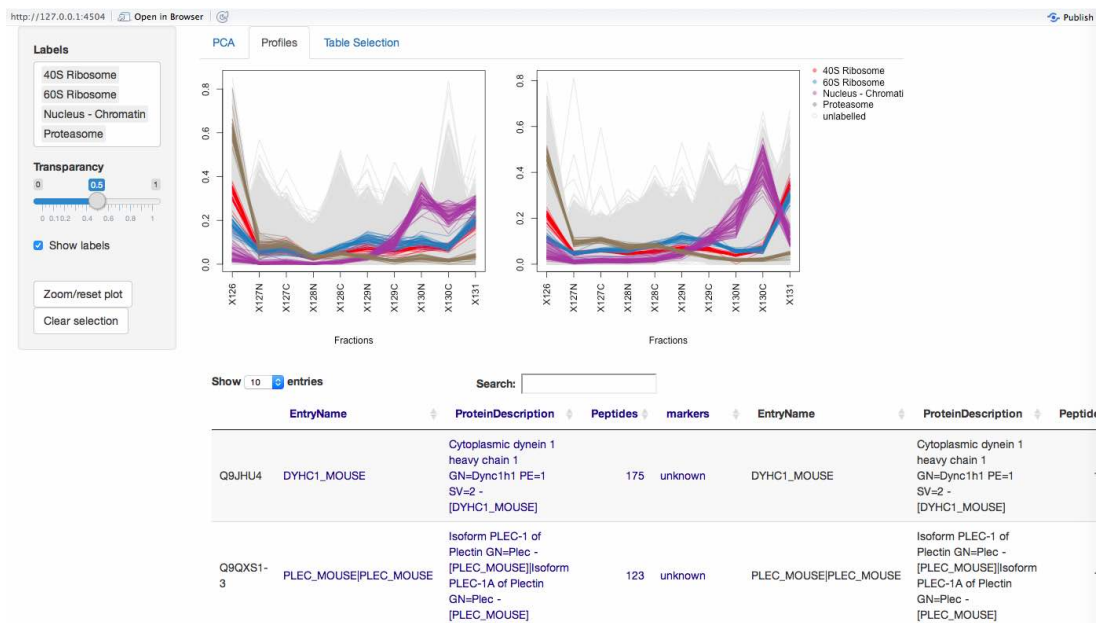 http://127.0.0.1:4504 Open in Browser Publish
Labels
40S Ribosome
60S Ribosome
Nucleus - Chromatin
Proteasome
Transparancy
0 0.5 1
0 0.1 0.2 0.4 0.6 0.8 1
Show labels
Zoom/reset plot
Clear selection
PCA Profiles Table Selection
0.8
0.6
0.4
0.2
0.0
X126 X127N X127C X128N X128C X129N X129C X130N X130C X131
Fractions
0.8
0.6
0.4
0.2
0.0
X126 X127N X127C X128N X128C X129N X129C X130N X130C X131
Fractions
40S Ribosome
60S Ribosome
Nucleus - Chromati
Proteasome
unlabelled
Show 10 entries Search:
EntryName ProteinDescription Peptides markers EntryName ProteinDescription Peptide
Cytoplasmic dynein 1 Cytoplasmic dynein 1
heavy chain 1 heavy chain 1
Q9JHU4 DYHC1_MOUSE GN=Dync1h1 PE=1 175 unknown DYHC1_MOUSE GN=Dync1h1 PE=1
SV=2 - SV=2 -
[DYHC1_MOUSE] [DYHC1_MOUSE]
Isoform PLEC-1 of Isoform PLEC-1 of
Plectin GN=Plec - Plectin GN=Plec -
Q9QXS1- [PLEC_MOUSE]|Isoform [PLEC_MOUSE]|Isoform
3 PLEC_MOUSE|PLEC_MOUSE PLEC-1A of Plectin 123 unknown PLEC_MOUSE|PLEC_MOUSE PLEC-1A of Plectin
GN=Plec - GN=Plec -
[PLEC_MOUSE] [PLEC_MOUSE]